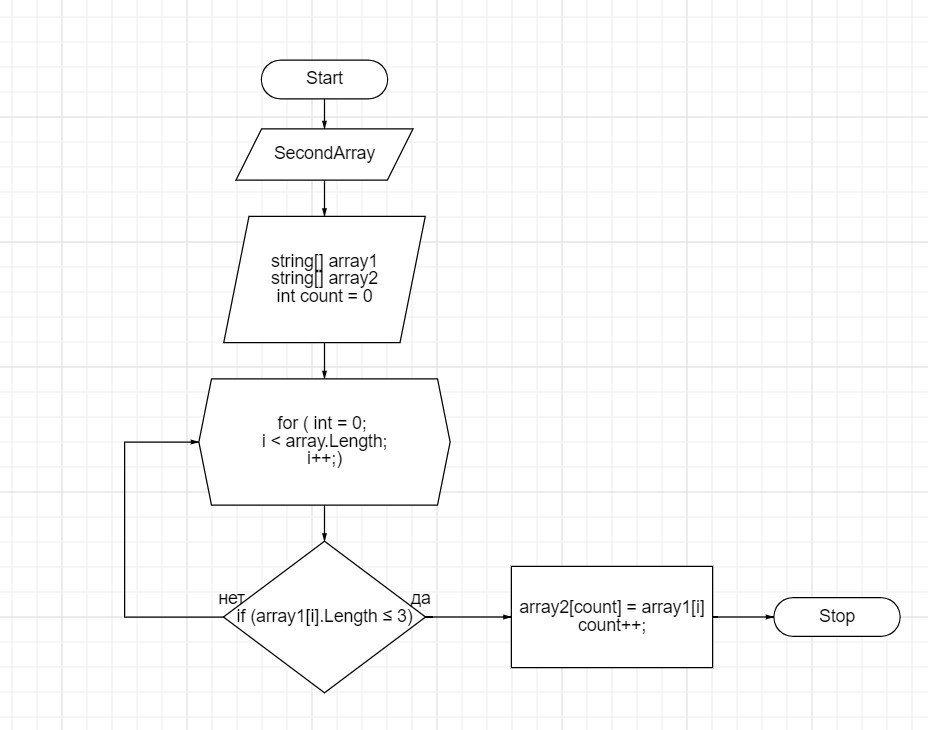 Start
SecondArray
string[] array1
string[] array2
int count = 0
for ( int = 0;
i < array.Length;
i++;)
нет
да
if (array1[i].Length ≤ 3)
array2[count] = array1[i]
count++;
Stop